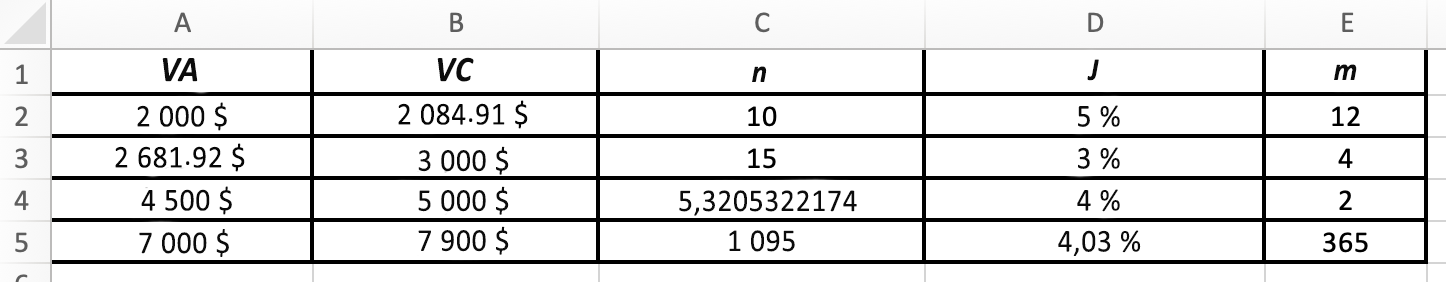 A B C D E
1 VA VC n J m
2 2 000 $ 2 084.91 $ 10 5 % 12
3 2 681.92 $ 3 000 $ 15 3 % 4
4 4 500 $ 5 000 $ 5,3205322174 4 % 2
5 7 000 $ 7 900 $ 1 095 4,03 % 365